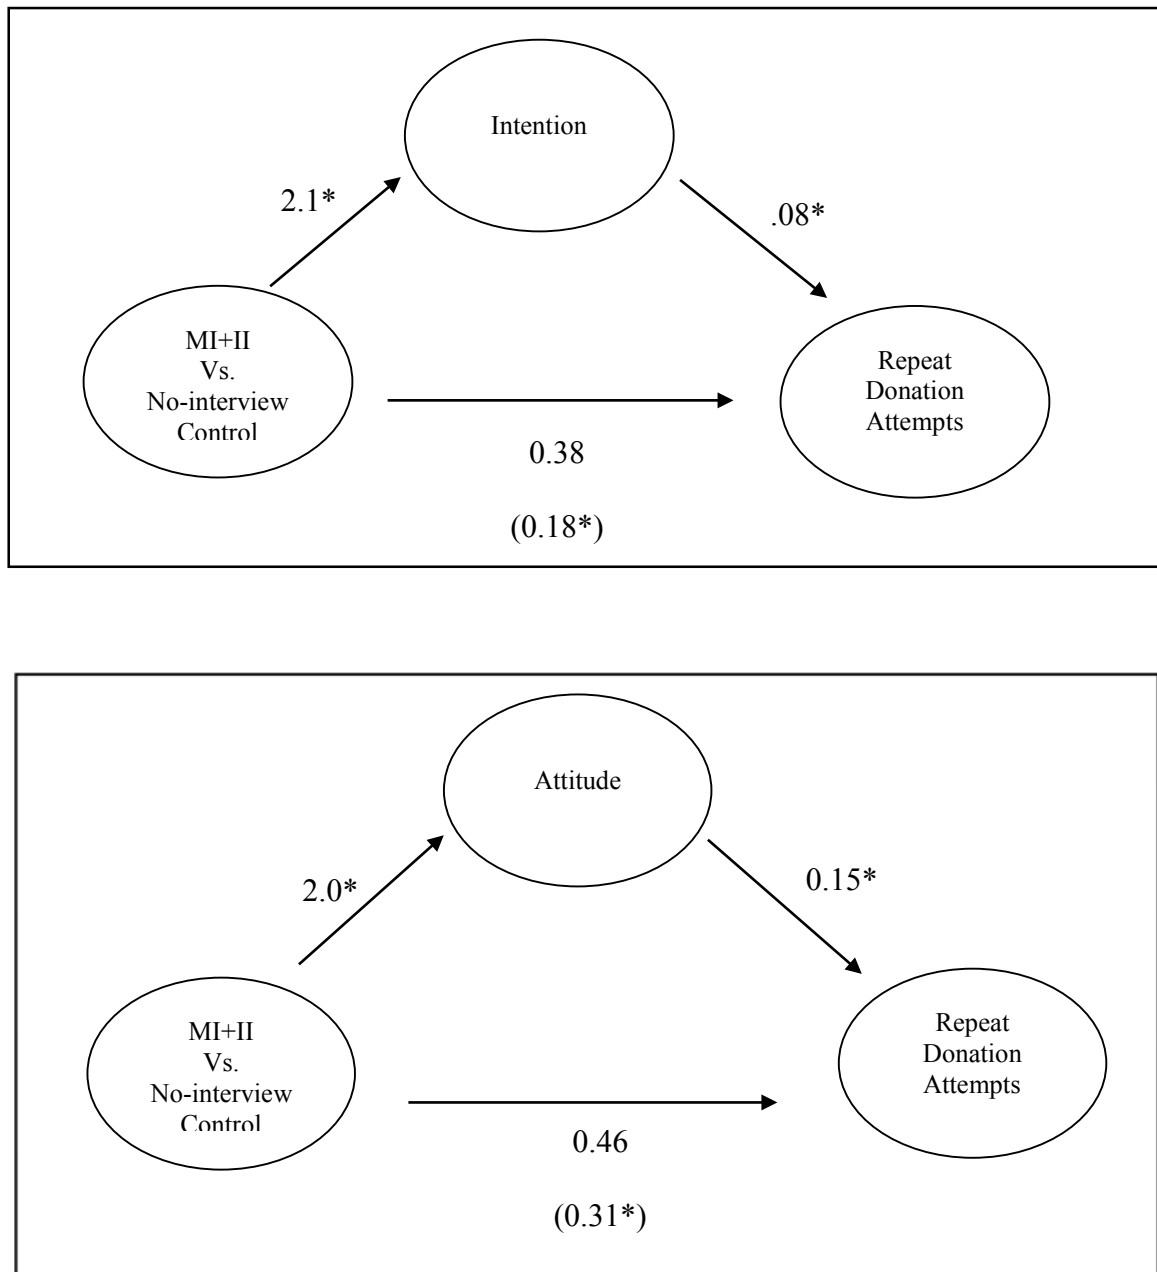 Intention
2.1*
.08*
MI+II
Vs.
No-interview
Control
Repeat
Donation
Attempts
0.38
(0.18*)
Attitude
2.0*
0.15*
MI+II
Vs.
No-interview
Control
Repeat
Donation
Attempts
0.46
(0.31*)